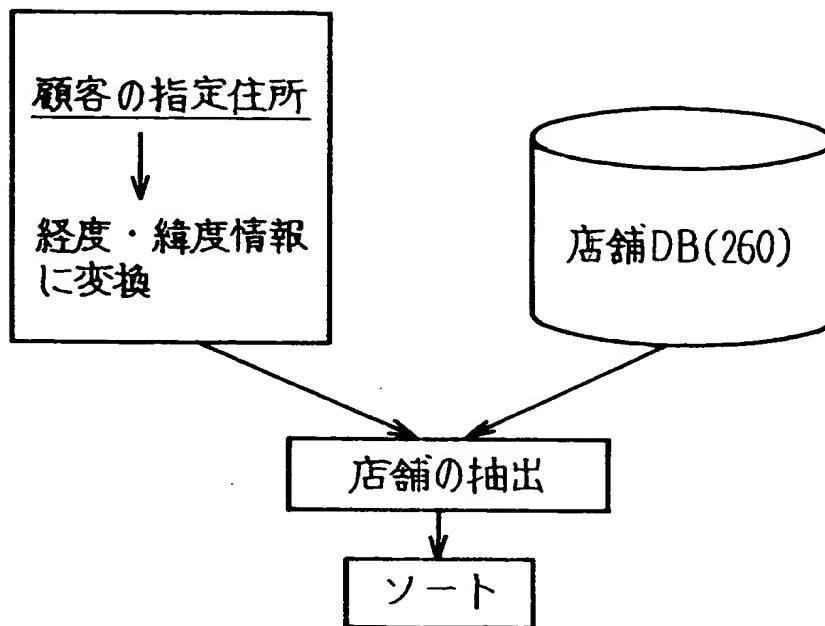 顧客の指定住所
経度・緯度情報
に変換
店舗DB(260)
店舗の抽出
ソート